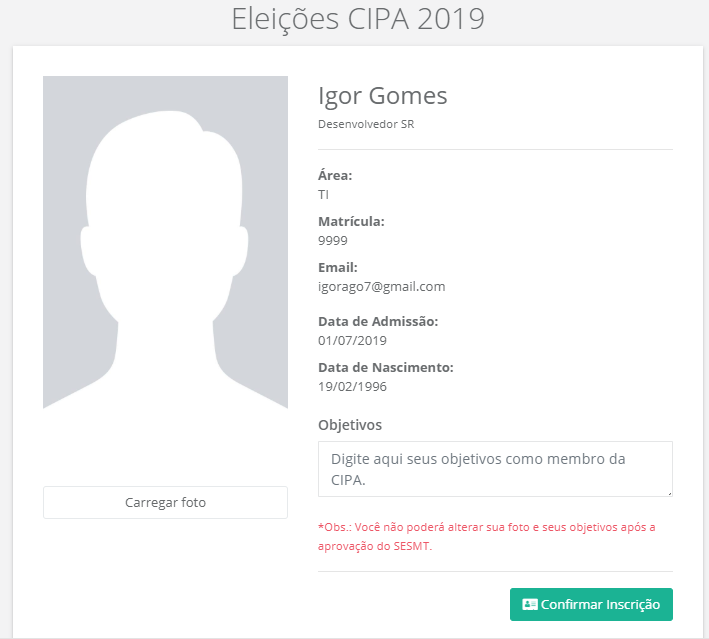 Eleições CIPA 2019
Igor Gomes
Desenvolvedor SR
Área:
TI
Matrícula:
9999
Email:
igorago7@gmail.com
Data de Admissão:
01/07/2019
Data de Nascimento:
19/02/1996
Objetivos
Digite aqui seus objetivos como membro da
CIPA.
Carregar foto
*Obs.: Você não poderá alterar sua foto e seus objetivos após a
aprovação do SESMT.
Confirmar Inscrição